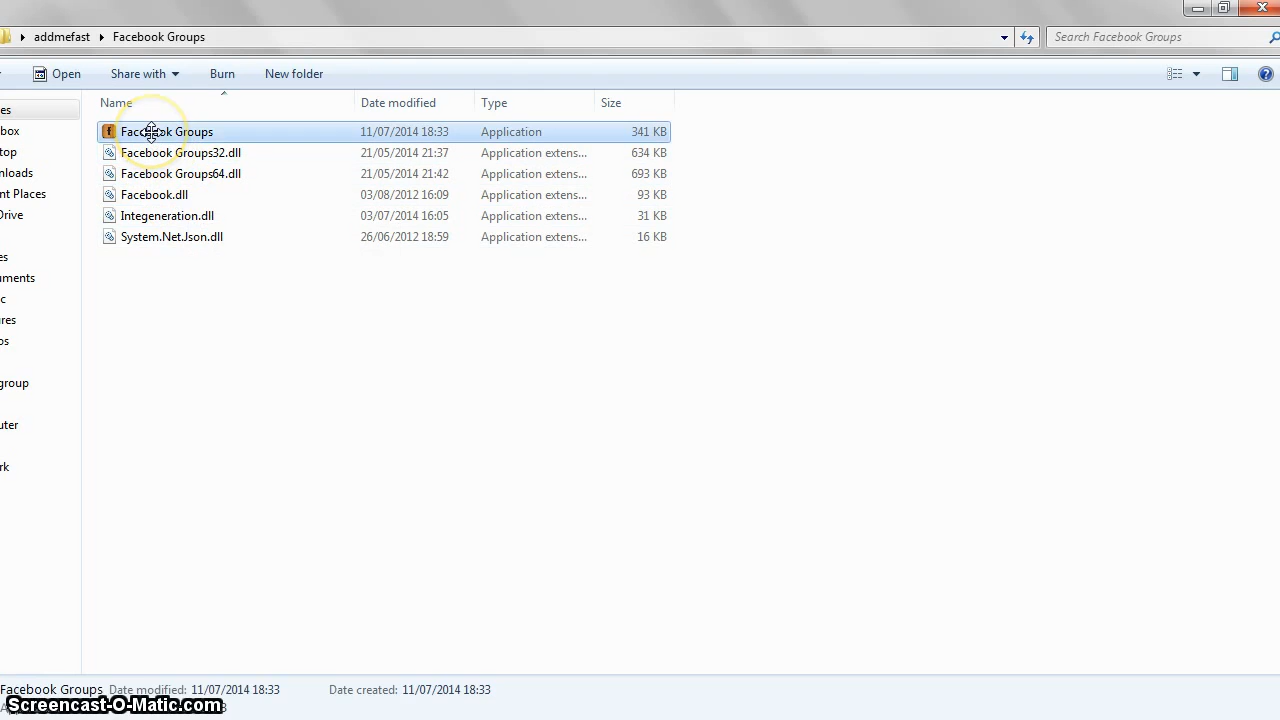 addmefast Facebook Groups Search Facebook Groups
Open Share with Burn New folder
Name Date modified Type Size
Facebook Groups 11/07/2014 18:33 Application 341 KB
Facebook Groups32.dll 21/05/2014 21:37 Application extens... 634 KB
Facebook Groups64.dll 21/05/2014 21:42 Application extens... 693 KB
Facebook.dll 03/08/2012 16:09 Application extens... 93 KB
Integeneration.dll 03/07/2014 16:05 Application extens... 31 KB
System.Net.Json.dll 26/06/2012 18:59 Application extens... 16 KB
es
box
top
nloads
nt Places
Drive
es
uments
c
ures
os
group
uter
rk
Facebook Groups Date modified: 11/07/2014 18:33 Date created: 11/07/2014 18:33
Screencast-O-Matic.com